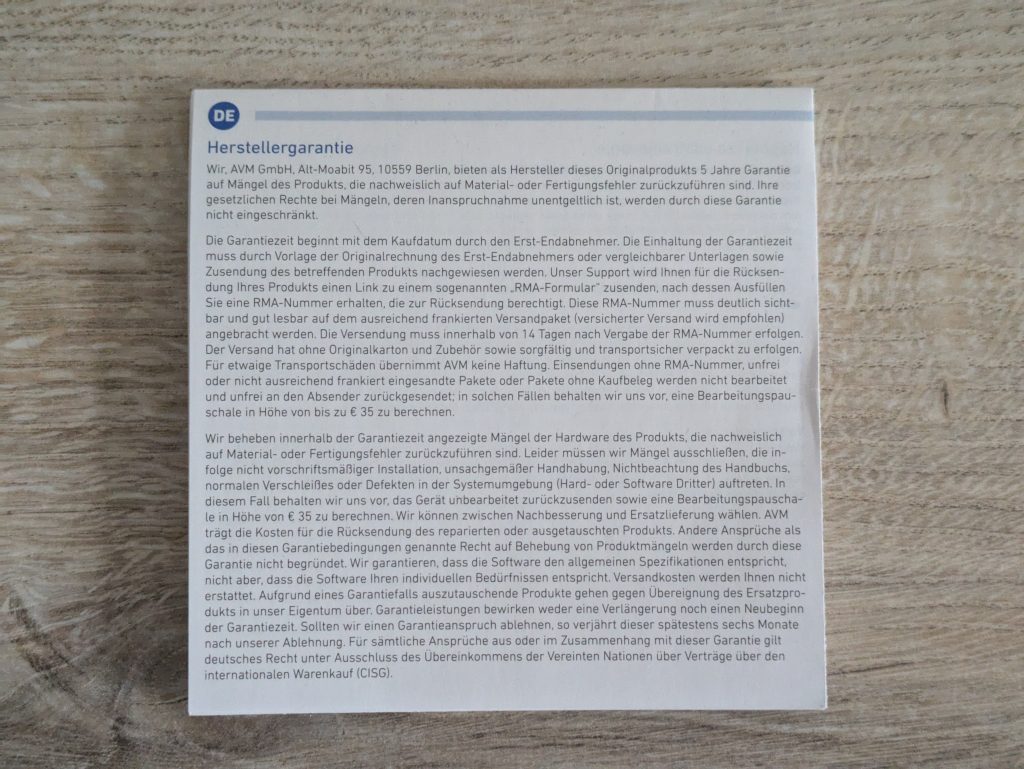 DE
Herstellergarantie
Wir, AVM GmbH, Alt-Moabit 95, 10559 Berlin, bieten als Hersteller dieses Originalprodukts 5 Jahre Garantie
auf Mängel des Produkts, die nachweislich auf Material- oder Fertigungsfehler zurückzuführen sind. Ihre
gesetzlichen Rechte bei Mängeln, deren Inanspruchnahme unentgeltlich ist, werden durch diese Garantie
nicht eingeschränkt.
Die Garantiezeit beginnt mit dem Kaufdatum durch den Erst-Endabnehmer. Die Einhaltung der Garantiezeit
muss durch Vorlage der Originalrechnung des Erst-Endabnehmers oder vergleichbarer Unterlagen sowie
Zusendung des betreffenden Produkts nachgewiesen werden. Unser Support wird Ihnen für die Rücksen-
dung Ihres Produkts einen Link zu einem sogenannten „RMA-Formular“ zusenden, nach dessen Ausfüllen
Sie eine RMA-Nummer erhalten, die zur Rücksendung berechtigt. Diese RMA-Nummer muss deutlich sicht-
bar und gut lesbar auf dem ausreichend frankierten Versandpaket (versicherter Versand wird empfohlen)
angebracht werden. Die Versendung muss innerhalb von 14 Tagen nach Vergabe der RMA-Nummer erfolgen.
Der Versand hat ohne Originalkarton und Zubehör sowie sorgfältig und transportsicher verpackt zu erfolgen.
Für etwaige Transportschäden übernimmt AVM keine Haftung. Einsendungen ohne RMA-Nummer, unfrei
oder nicht ausreichend frankiert eingesandte Pakete oder Pakete ohne Kaufbeleg werden nicht bearbeitet
und unfrei an den Absender zurückgesendet; in solchen Fällen behalten wir uns vor, eine Bearbeitungspau-
schale in Höhe von bis zu € 35 zu berechnen.
Wir beheben innerhalb der Garantiezeit angezeigte Mängel der Hardware des Produkts, die nachweislich
auf Material- oder Fertigungsfehler zurückzuführen sind. Leider müssen wir Mängel ausschließen, die in-
folge nicht vorschriftsmäßiger Installation, unsachgemäßer Handhabung, Nichtbeachtung des Handbuchs,
normalen Verschleißes oder Defekten in der Systemumgebung (Hard- oder Software Dritter) auftreten. In
diesem Fall behalten wir uns vor, das Gerät unbearbeitet zurückzusenden sowie eine Bearbeitungspauscha-
le in Höhe von € 35 zu berechnen. Wir können zwischen Nachbesserung und Ersatzlieferung wählen. AVM
trägt die Kosten für die Rücksendung des reparierten oder ausgetauschten Produkts. Andere Ansprüche als
das in diesen Garantiebedingungen genannte Recht auf Behebung von Produktmängeln werden durch diese
Garantie nicht begründet. Wir garantieren, dass die Software den allgemeinen Spezifikationen entspricht,
nicht aber, dass die Software Ihren individuellen Bedürfnissen entspricht. Versandkosten werden Ihnen nicht
erstattet. Aufgrund eines Garantiefalls auszutauschende Produkte gehen gegen Übereignung des Ersatzpro-
dukts in unser Eigentum über. Garantieleistungen bewirken weder eine Verlängerung noch einen Neubeginn
der Garantiezeit. Sollten wir einen Garantieanspruch ablehnen, so verjährt dieser spätestens sechs Monate
nach unserer Ablehnung. Für sämtliche Ansprüche aus oder im Zusammenhang mit dieser Garantie gilt
deutsches Recht unter Ausschluss des Übereinkommens der Vereinten Nationen über Verträge über den
internationalen Warenkauf (CISG).